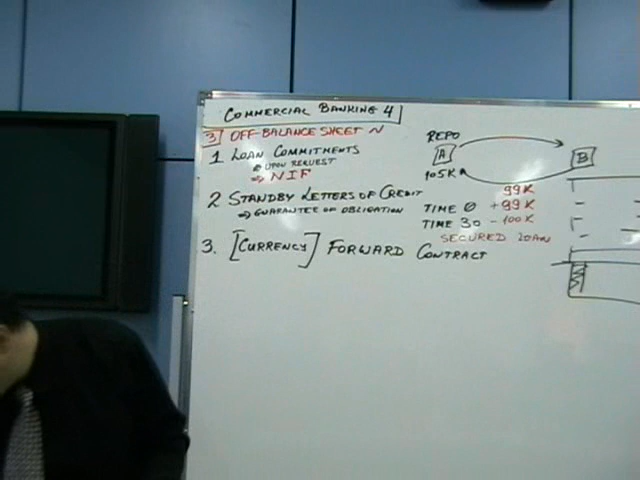 COMMERCIAL BANKING 4
3 OFF-BALANCE SHEET ~
1 LOAN COMMITMENTS
UPON REQUEST
⇒ NIF
2 STANDBY LETTERS OF CREDIT
⇒ GUARANTEE OF OBLIGATION
3. [CURRENCY] FORWARD CONTRACT
REPO
A
B
105K
99K
TIME 0 +99K
TIME 30 -100K
SECURED LOAN